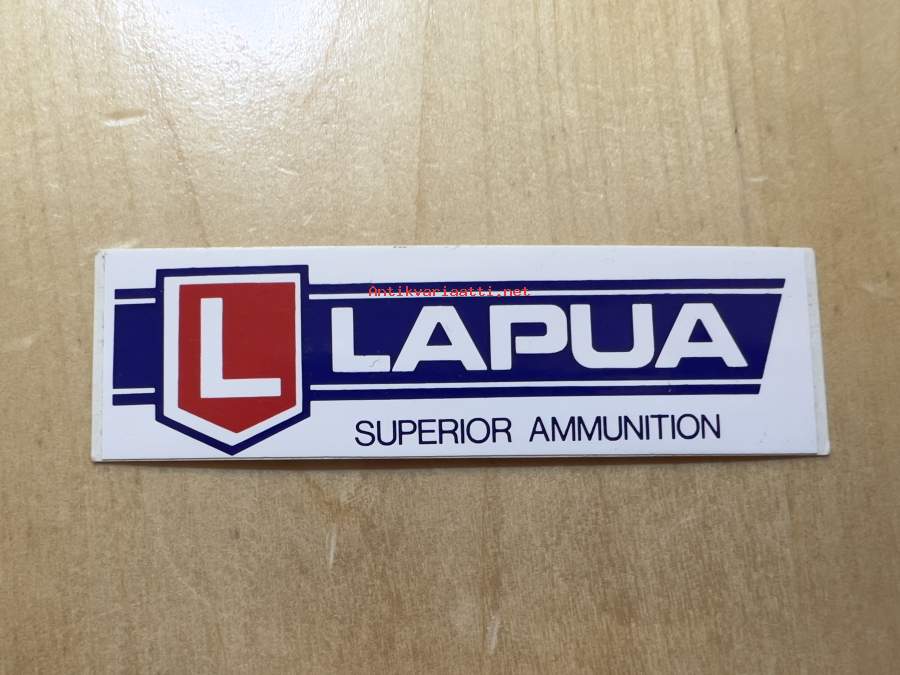 Antikvariaatti.net
L LAPUA
SUPERIOR AMMUNITION